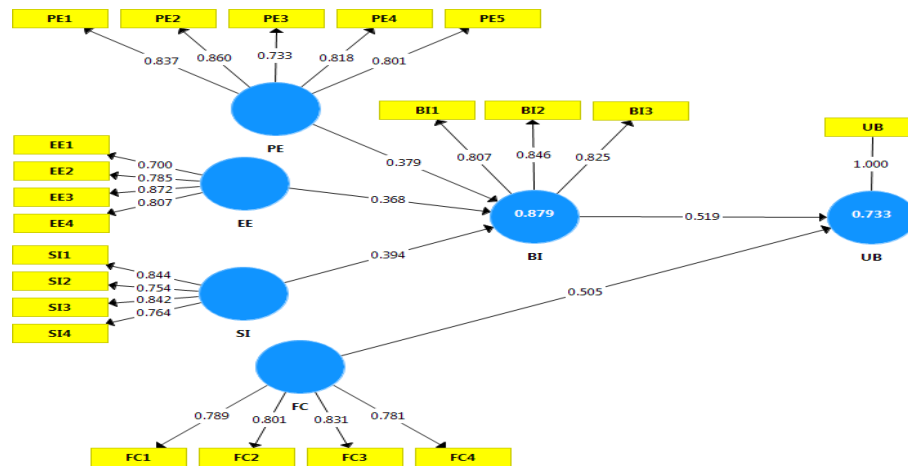 PE1 PE2 PE3 PE4 PE5
0.837 0.860 0.733 0.818 0.801
PE
BI1 BI2 BI3
0.807 0.846 0.825
UB
1.000
EE1
EE2
EE3
EE4
0.700
0.785
0.872
0.807
EE
0.379
0.368
0.394
0.879
BI
0.519
0.733
UB
SI1
SI2
SI3
SI4
0.844
0.754
0.842
0.764
SI
0.505
FC
0.789 0.801 0.831 0.781
FC1 FC2 FC3 FC4